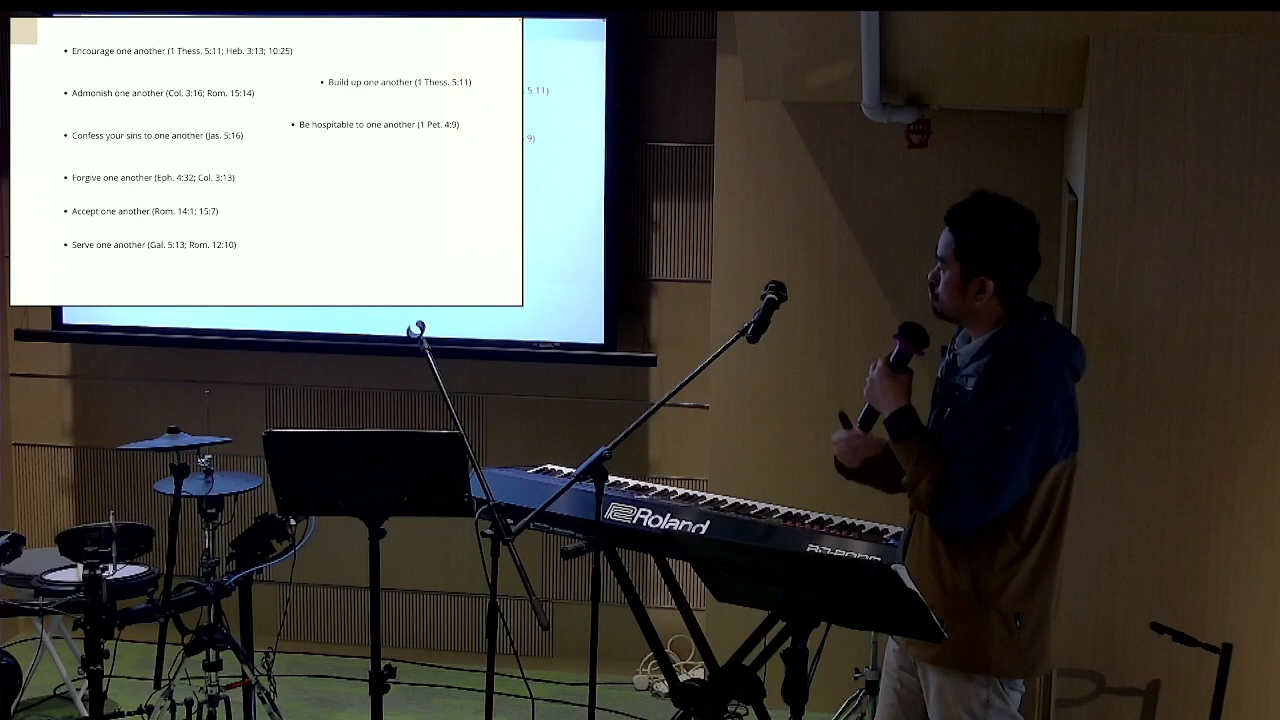 • Encourage one another (1 Thess. 5:11; Heb. 3:13; 10:25)
• Admonish one another (Col. 3:16; Rom. 15:14)
• Confess your sins to one another (Jas. 5:16)
• Forgive one another (Eph. 4:32; Col. 3:13)
• Accept one another (Rom. 14:1; 15:7)
• Serve one another (Gal. 5:13; Rom. 12:10)
• Build up one another (1 Thess. 5:11)
• Be hospitable to one another (1 Pet. 4:9)
5 11)
9)
Roland